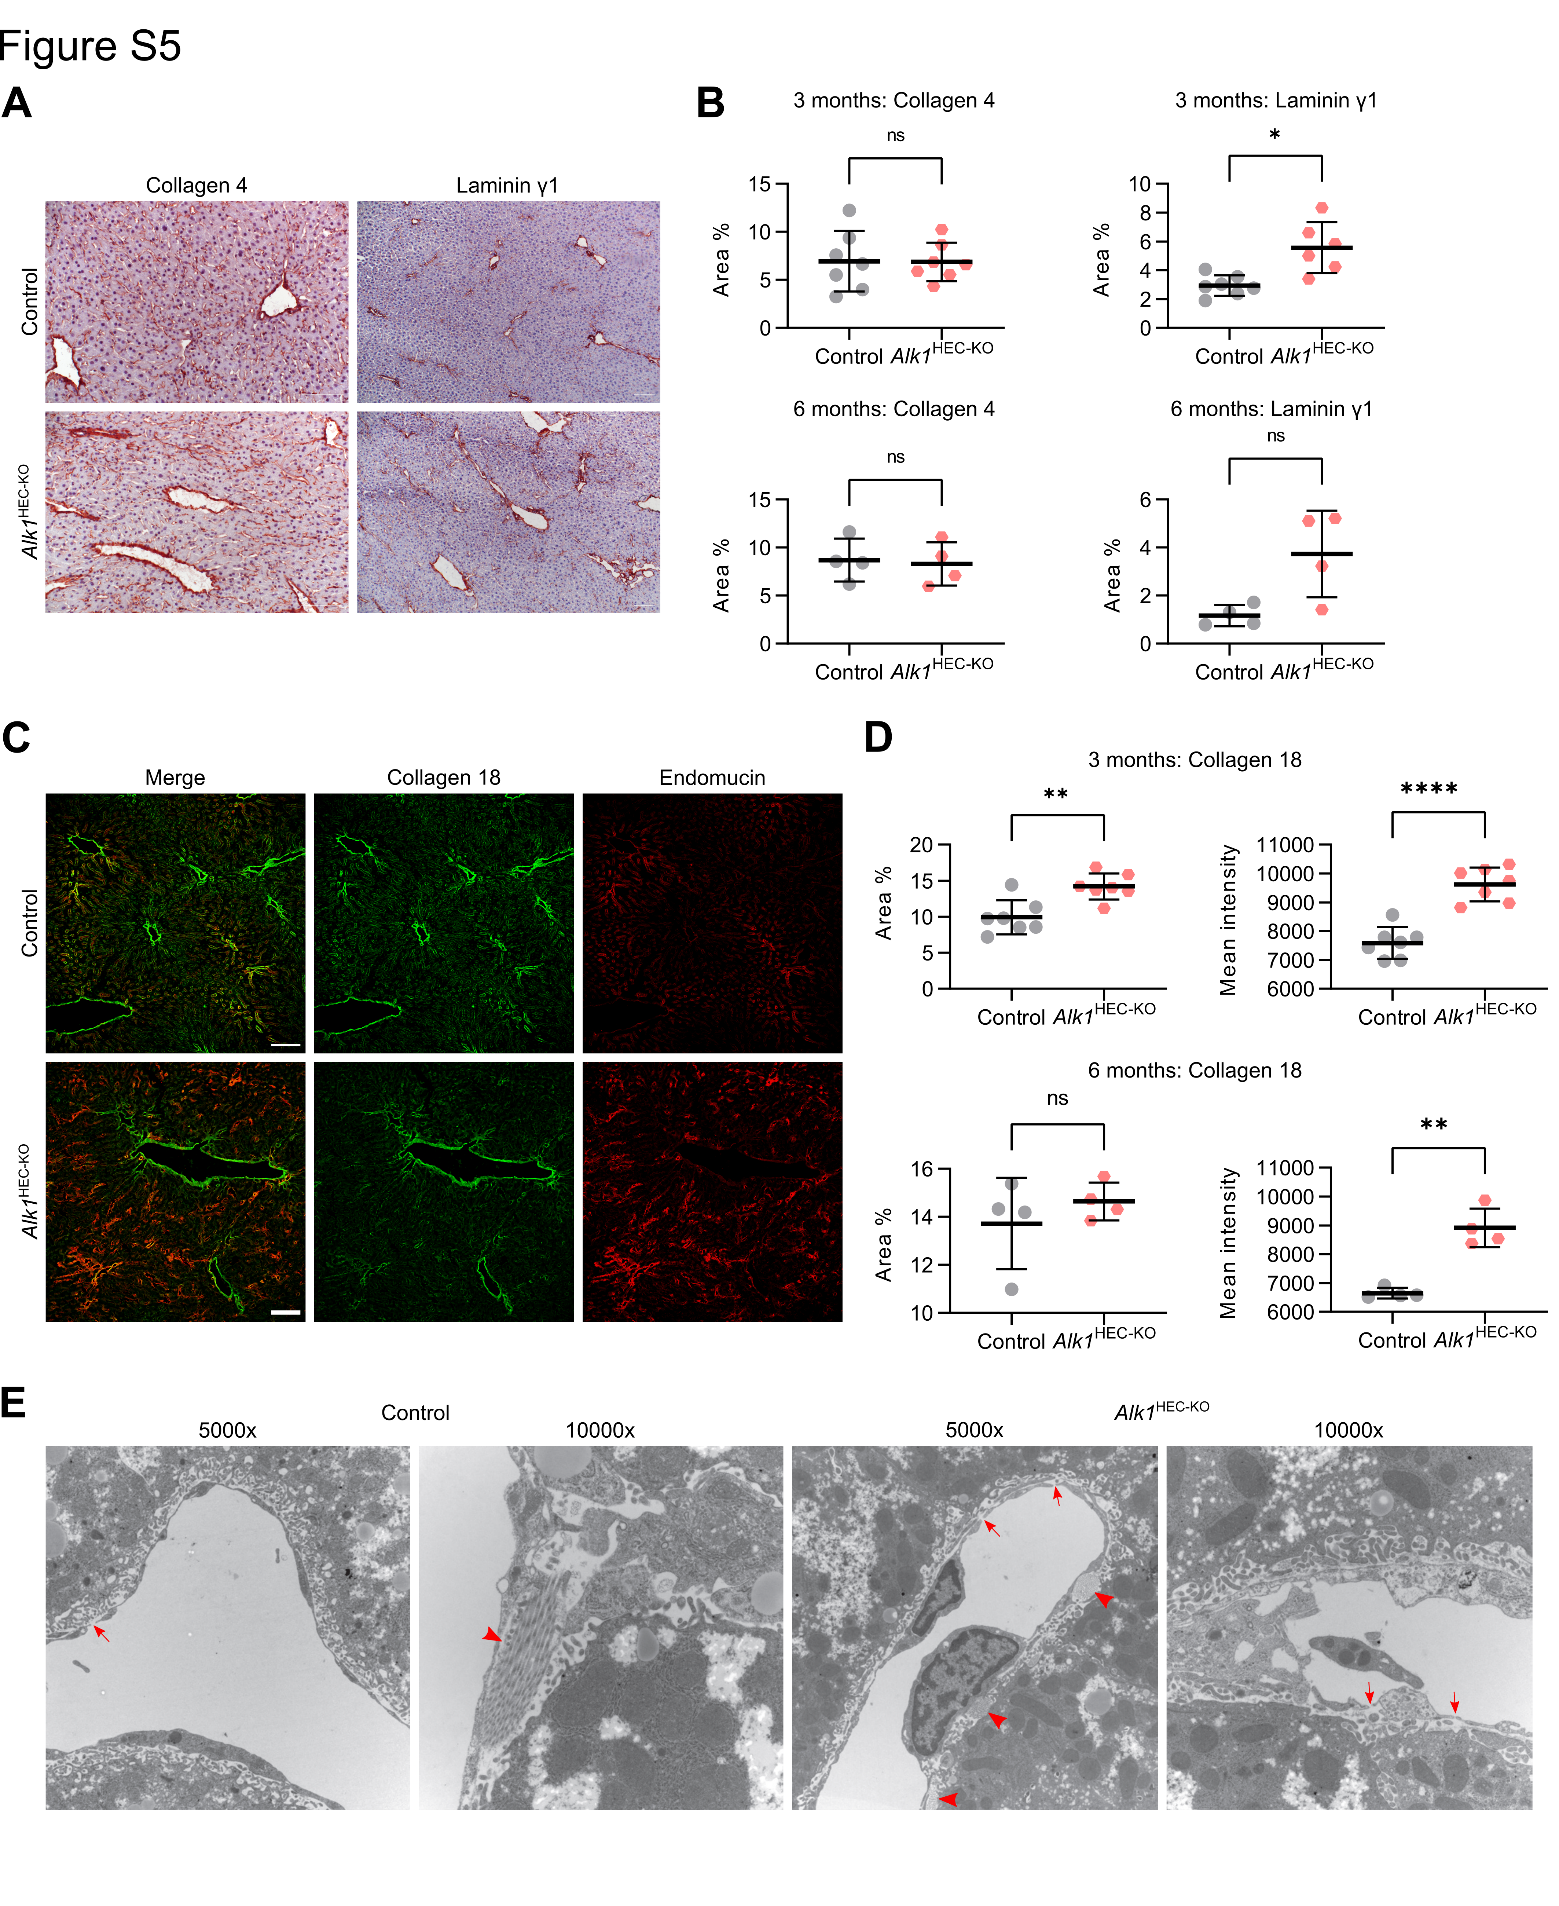 Figure S5
A
Collagen 4
Laminin γ1
Control
Alk1HEC-KO
B
3 months: Collagen 4
ns
Area %
15
10
5
0
Control Alk1HEC-KO
3 months: Laminin γ1
*
Area %
10
8
6
4
2
0
Control Alk1HEC-KO
6 months: Collagen 4
ns
Area %
15
10
5
0
Control Alk1HEC-KO
6 months: Laminin γ1
ns
Area %
6
4
2
0
Control Alk1HEC-KO
C
Merge
Collagen 18
Endomucin
Control
Alk1HEC-KO
D
3 months: Collagen 18
**
Area %
20
15
10
5
0
Control Alk1HEC-KO
****
Mean intensity
11000
10000
9000
8000
7000
6000
Control Alk1HEC-KO
6 months: Collagen 18
ns
Area %
16
14
12
10
Control Alk1HEC-KO
**
Mean intensity
11000
10000
9000
8000
7000
6000
Control Alk1HEC-KO
E
Control
5000x
10000x
Alk1HEC-KO
5000x
10000x